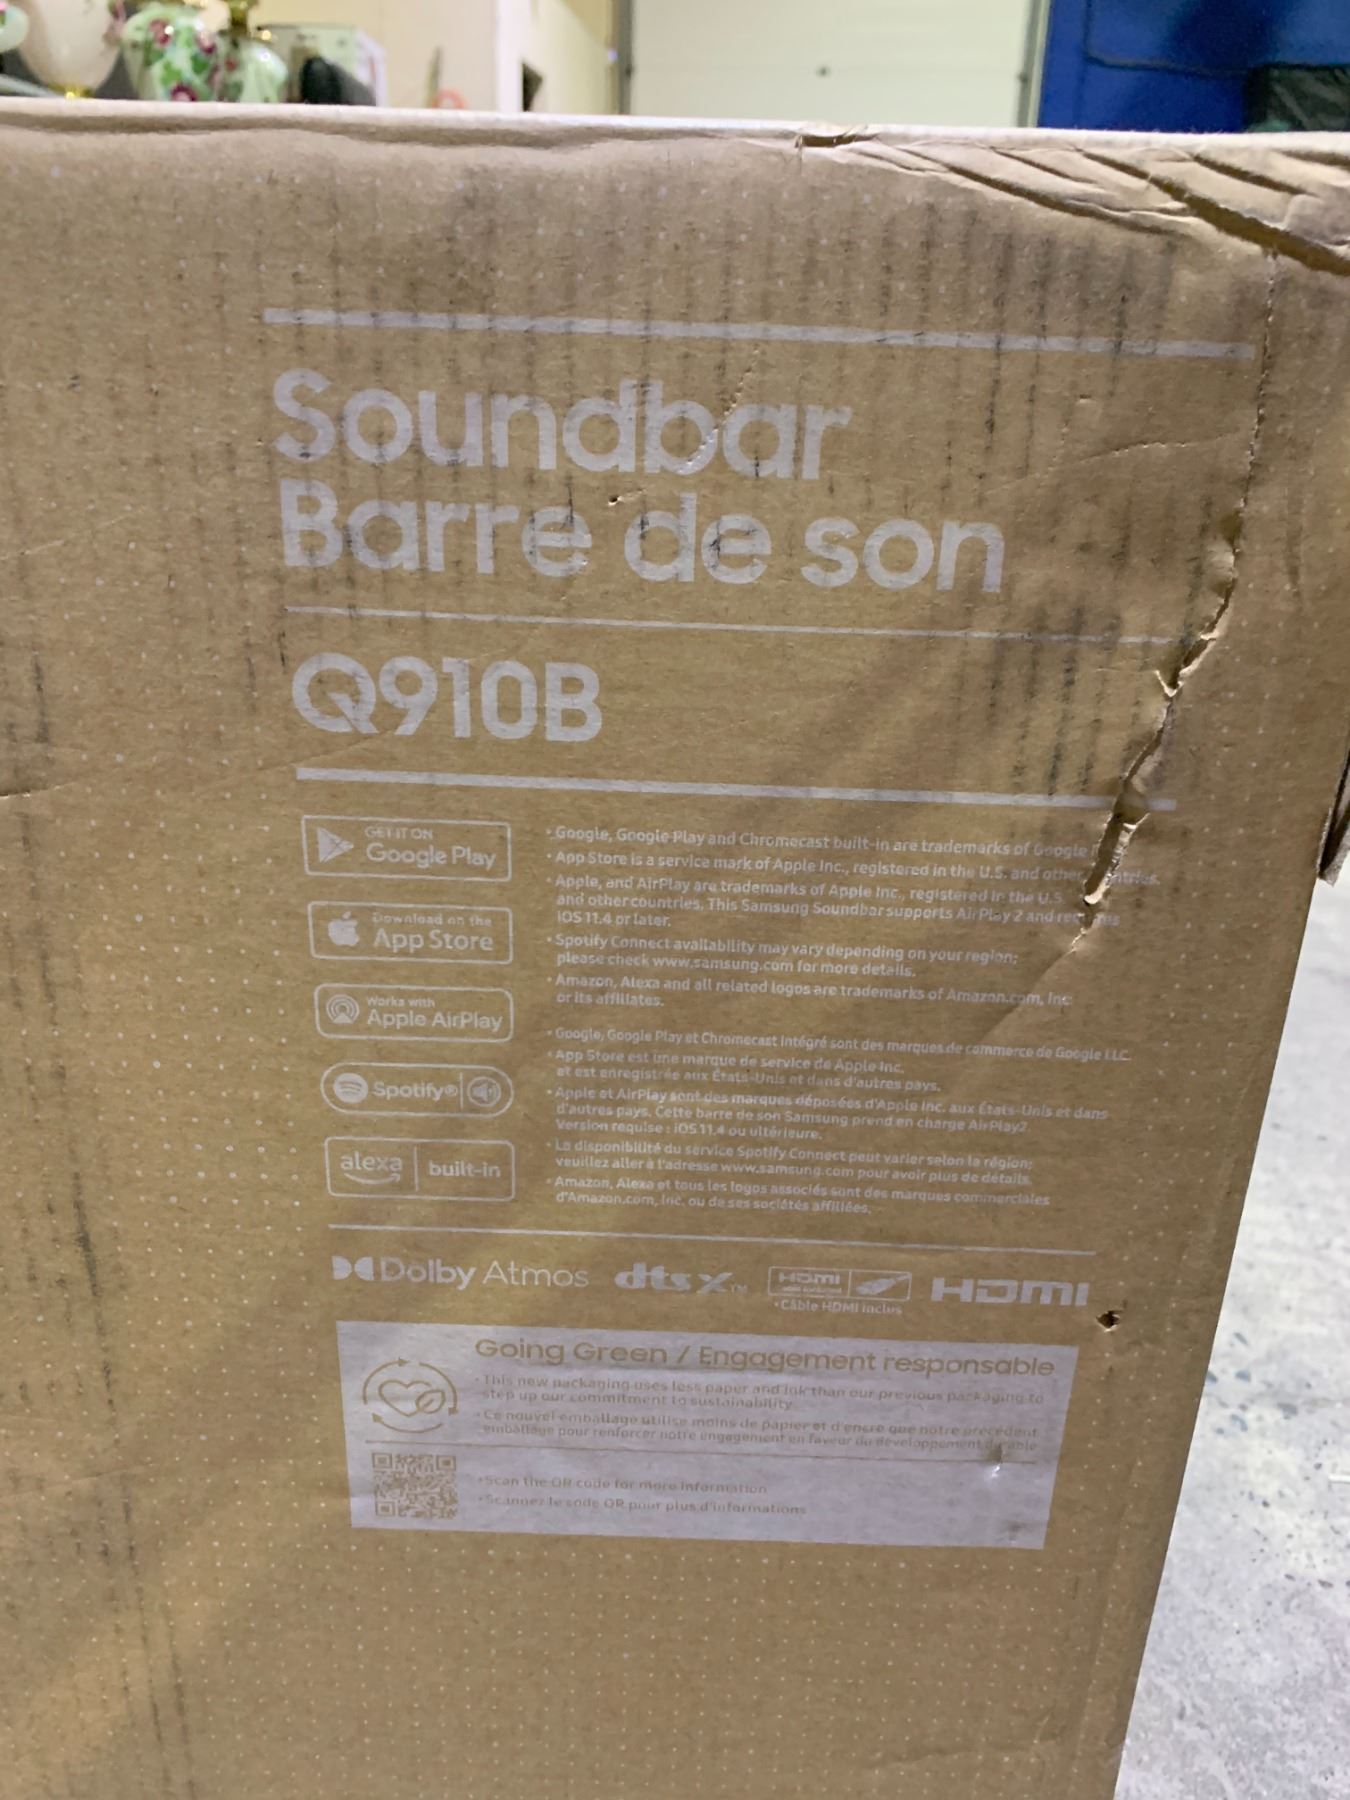 Soundbar
Barre de son
Q910B
GET IT ON
Google Play
Download on the
App Store
Works with
Apple AirPlay
Spotify®
alexa | built-in
• Google, Google Play and Chromecast built-in are trademarks of Google
• App Store is a service mark of Apple Inc., registered in the U.S. and other
• Apple, and AirPlay are trademarks of Apple Inc., registered in the U.S.
and other countries. This Samsung Soundbar supports AirPlay 2 and requires
IOS 11.4 or later.
• Spotify Connect availability may vary depending on your region;
please check www.samsung.com for more details.
• Amazon, Alexa and all related logos are trademarks of Amazon.com, Inc.
or its affiliates.
• Google, Google Play et Chromecast intégré sont des marques de commerce de Google LLC.
• App Store est une marque de service de Apple Inc.
et est enregistrée aux États-Unis et dans d'autres pays.
• Apple et AirPlay sont des marques déposées d'Apple Inc. aux États-Unis et dans
d'autres pays. Cette barre de son Samsung prend en charge AirPlay2.
Version requise : iOS 11.4 ou ultérieure.
• La disponibilité du service Spotify Connect peut varier selon la région;
veuillez aller à l'adresse www.samsung.com pour avoir plus de détails.
• Amazon, Alexa et tous les logos associés sont des marques commerciales
d'Amazon.com, Inc. ou de ses sociétés affiliées.
Dolby Atmos dts X™ HDMI HDMI
• Câble HDMI inclus
Going Green / Engagement responsable
• This new packaging uses less paper and ink than our previous packaging to
step up our commitment to sustainability.
• Ce nouvel emballage utilise moins de papier et d'encre que notre précédent
emballage pour renforcer notre engagement en faveur du développement durable
• Scan the QR code for more information
• Scannez le code QR pour plus d'informations